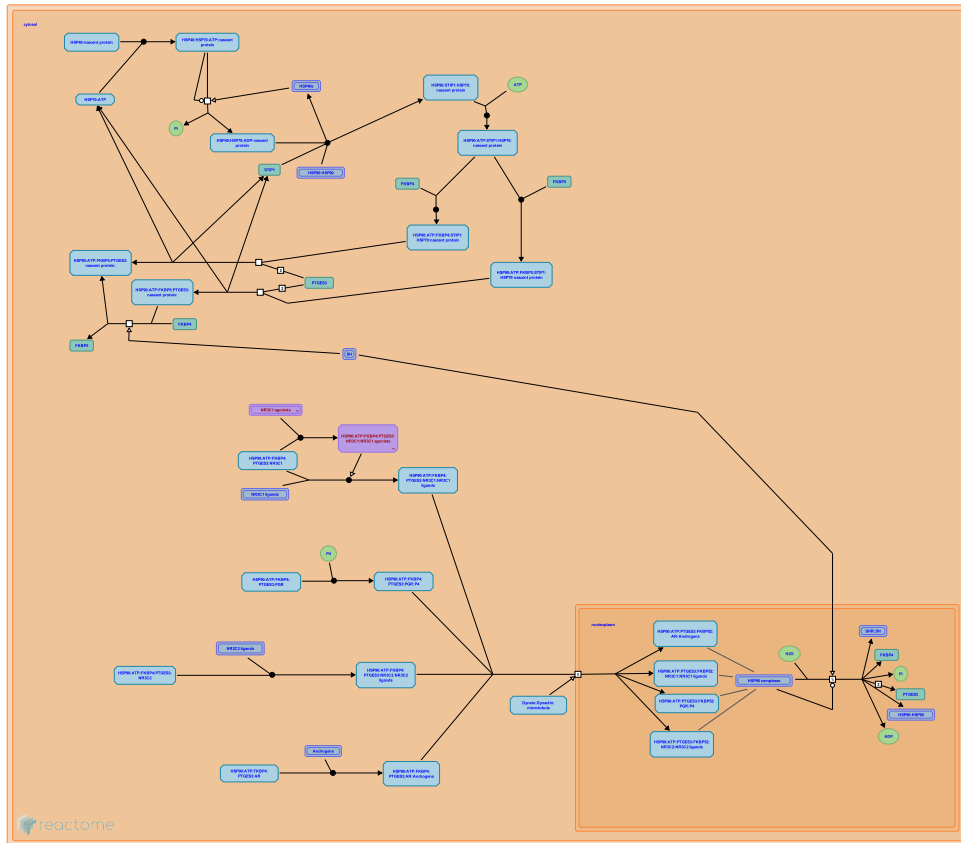 cytosol
HSP40:nascent protein
HSP40:HSP70:ATP:nascent
protein
HSP70:ATP
HSP40s
Pi
HSP40:HSP70:ADP:nascent
protein
STIP1
HSP90:HSP90
HSP90:STIP1:HSP70:
nascent protein
ATP
HSP90:ATP:STIP1:HSP70:
nascent protein
FKBP4
FKBP5
HSP90:ATP:FKBP4:STIP1:
HSP70:nascent protein
HSP90:ATP:FKBP5:STIP1:
HSP70:nascent protein
HSP90:ATP:FKBP4:PTGES3:
nascent protein
HSP90:ATP:FKBP5:PTGES3:
nascent protein
2
2
PTGES3
FKBP4
FKBP5
SH
NR3C1 agonists
HSP90:ATP:FKBP4:PTGES3:
NR3C1:NR3C1 agonists
HSP90:ATP:FKBP4:
PTGES3:NR3C1
NR3C1 ligands
HSP90:ATP:FKBP4:
PTGES3:NR3C1:NR3C1
ligands
P4
HSP90:ATP:FKBP4:
PTGES3:PGR
HSP90:ATP:FKBP4:
PTGES3:PGR:P4
NR3C2 ligands
HSP90:ATP:FKBP4:PTGES3:
NR3C2
HSP90:ATP:FKBP4:
PTGES3:NR3C2:NR3C2
ligands
Androgens
HSP90:ATP:FKBP4:
PTGES3:AR
HSP90:ATP:FKBP4:
PTGES3:AR:Androgens
Dynein:Dynactin:
microtubule
nucleoplasm
HSP90:ATP:PTGES3:FKBP52:
AR:Androgens
HSP90:ATP:PTGES3:FKBP52:
NR3C1:NR3C1 ligands
HSP90:ATP:PTGES3:FKBP52:
PGR:P4
HSP90:ATP:PTGES3:FKBP52:
NR3C2:NR3C2 ligands
HSP90 complexes
H2O
SHR:SH
FKBP4
Pi
PTGES3
HSP90:HSP90
ADP
reactome